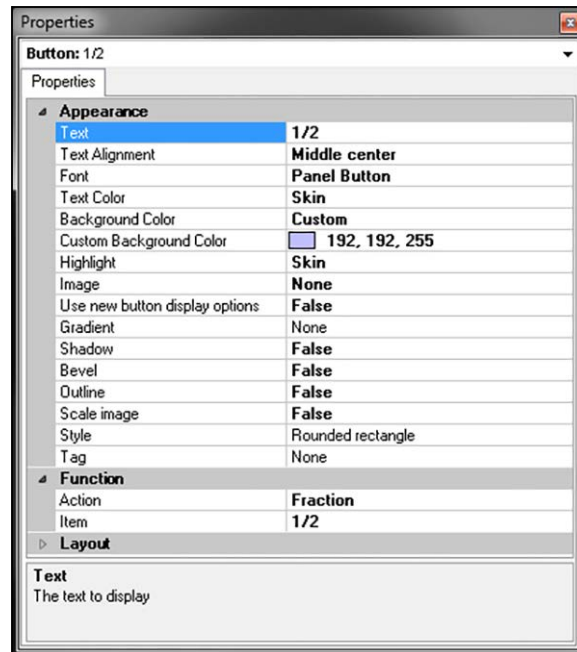 Properties
Button: 1/2
Properties
Appearance
Text 1/2
Text Alignment Middle center
Font Panel Button
Text Color Skin
Background Color Custom
Custom Background Color 192, 192, 255
Highlight Skin
Image None
Use new button display options False
Gradient None
Shadow False
Bevel False
Outline False
Scale image False
Style Rounded rectangle
Tag None
Function
Action Fraction
Item 1/2
Layout
Text
The text to display